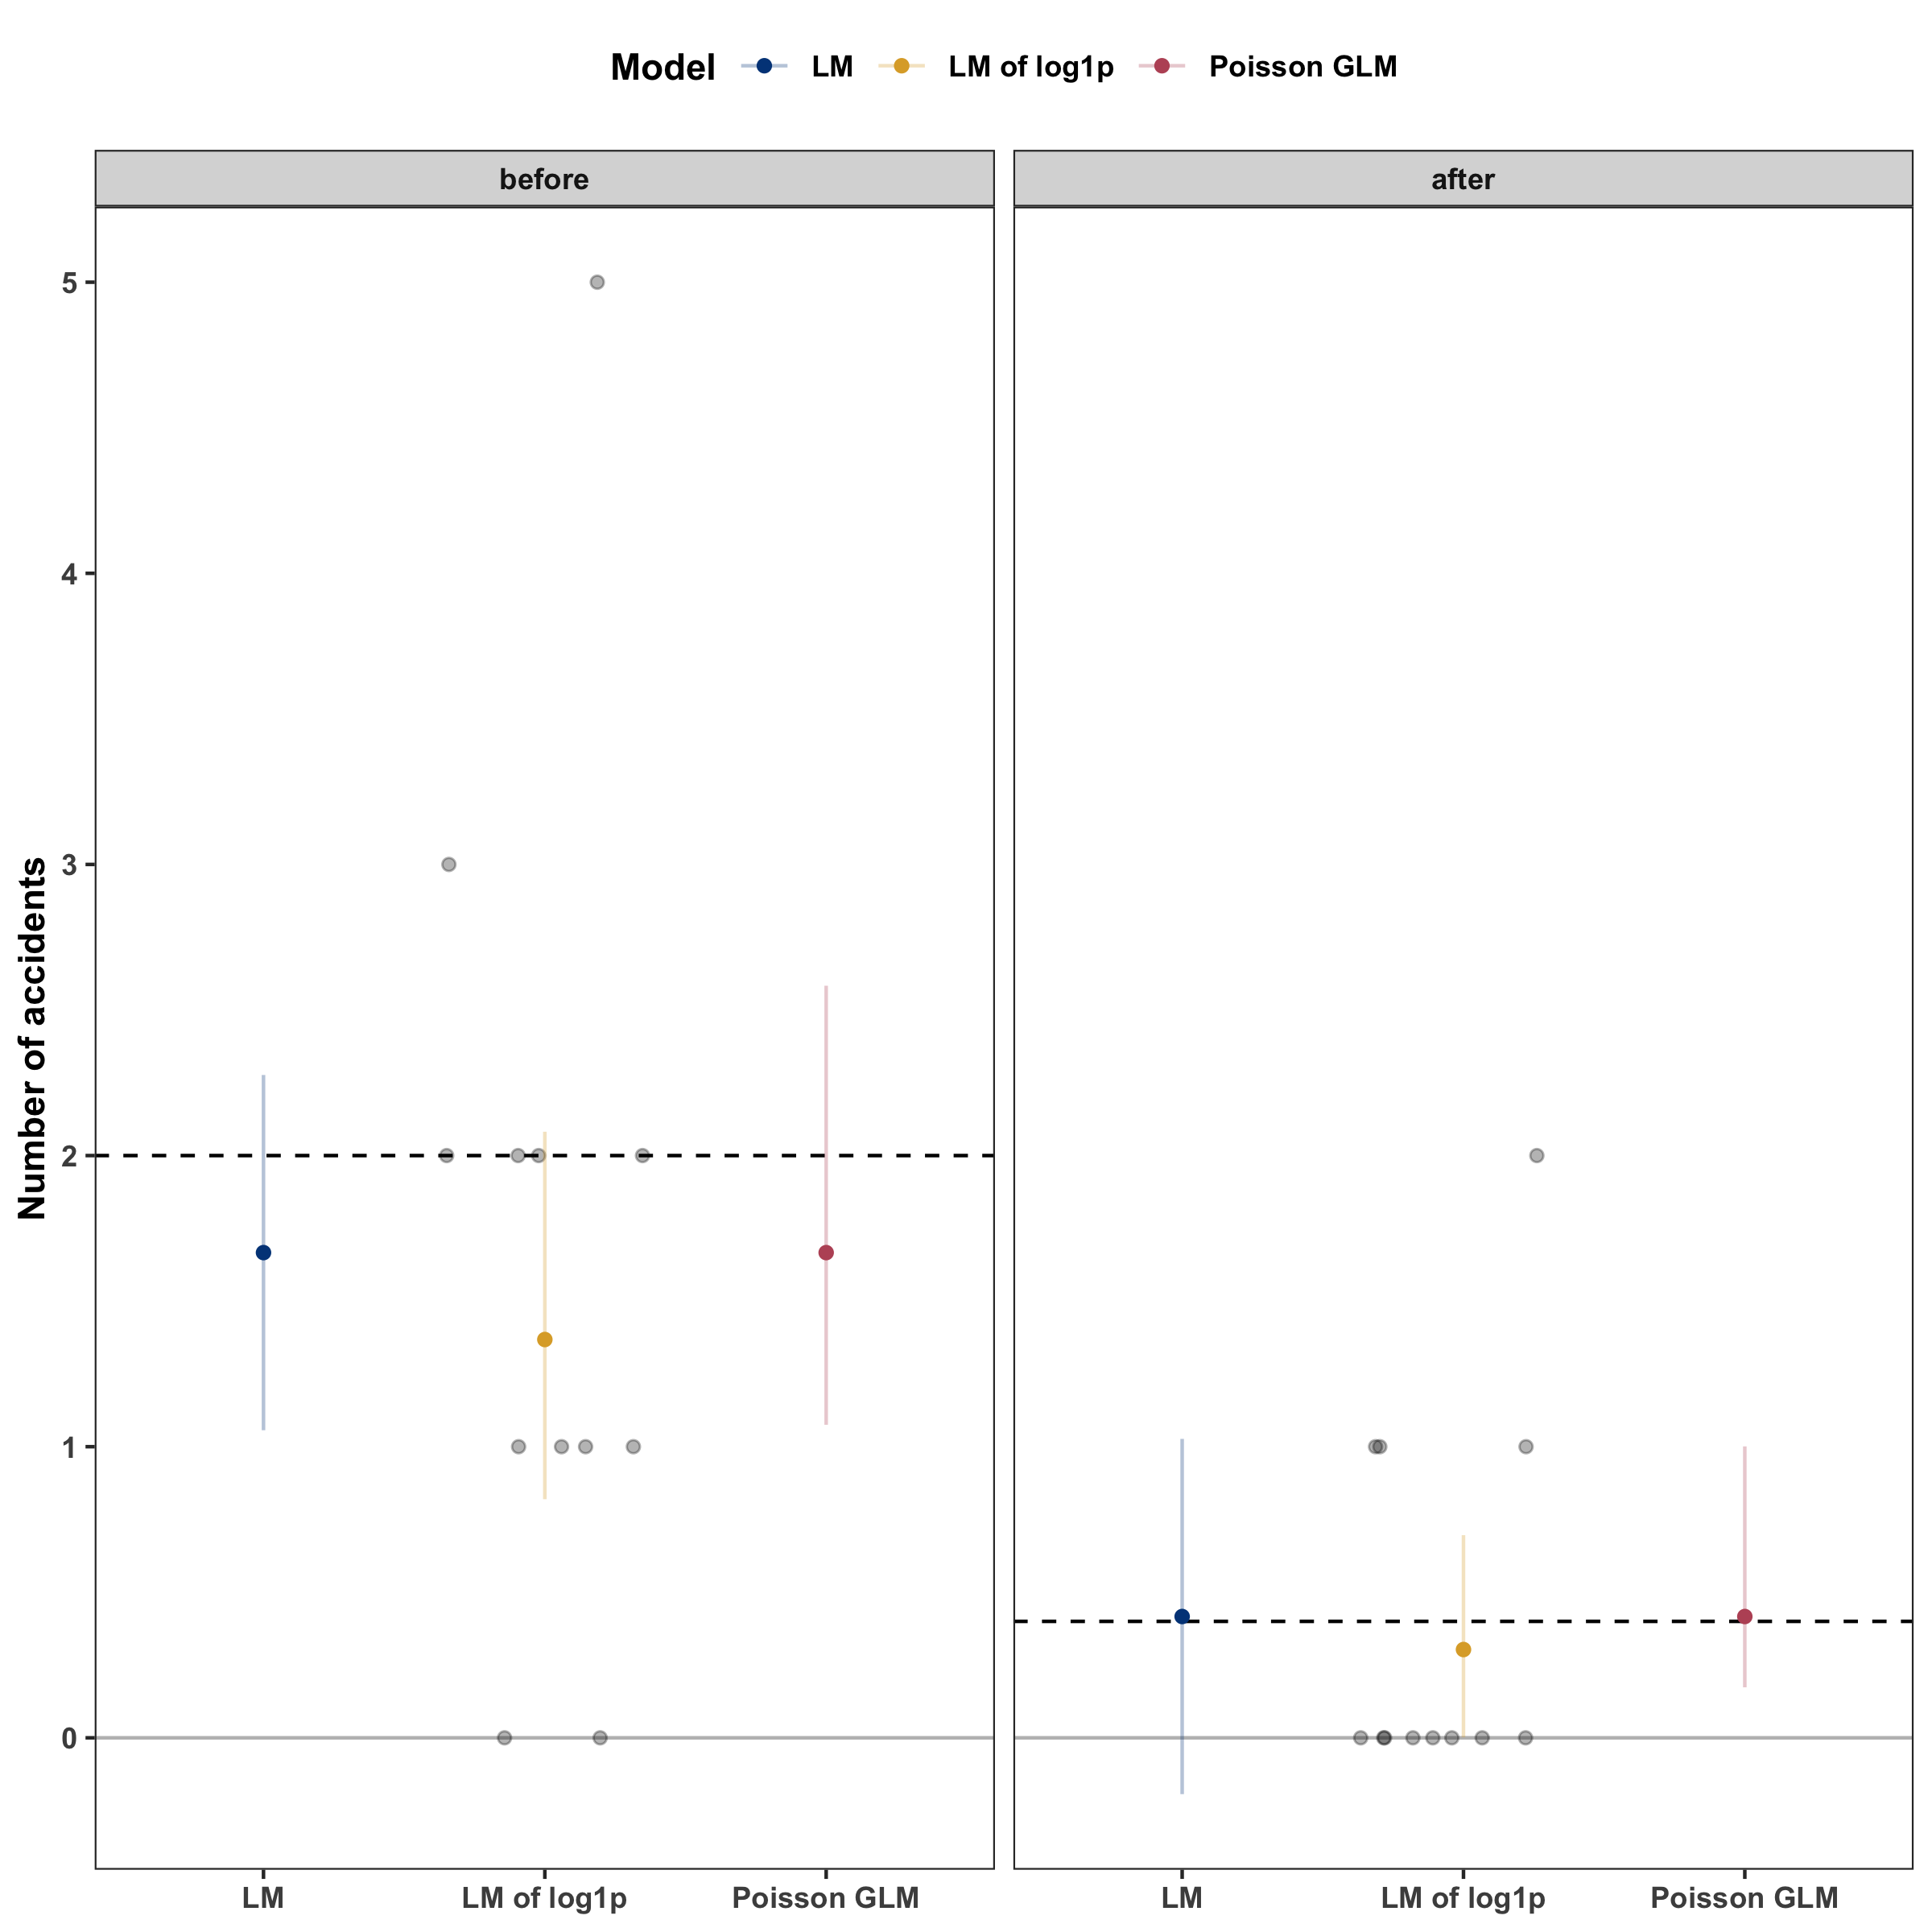 Model LM LM of log1p Poisson GLM
before after
Number of accidents
5
4
3
2
1
0
LM LM of log1p Poisson GLM LM LM of log1p Poisson GLM